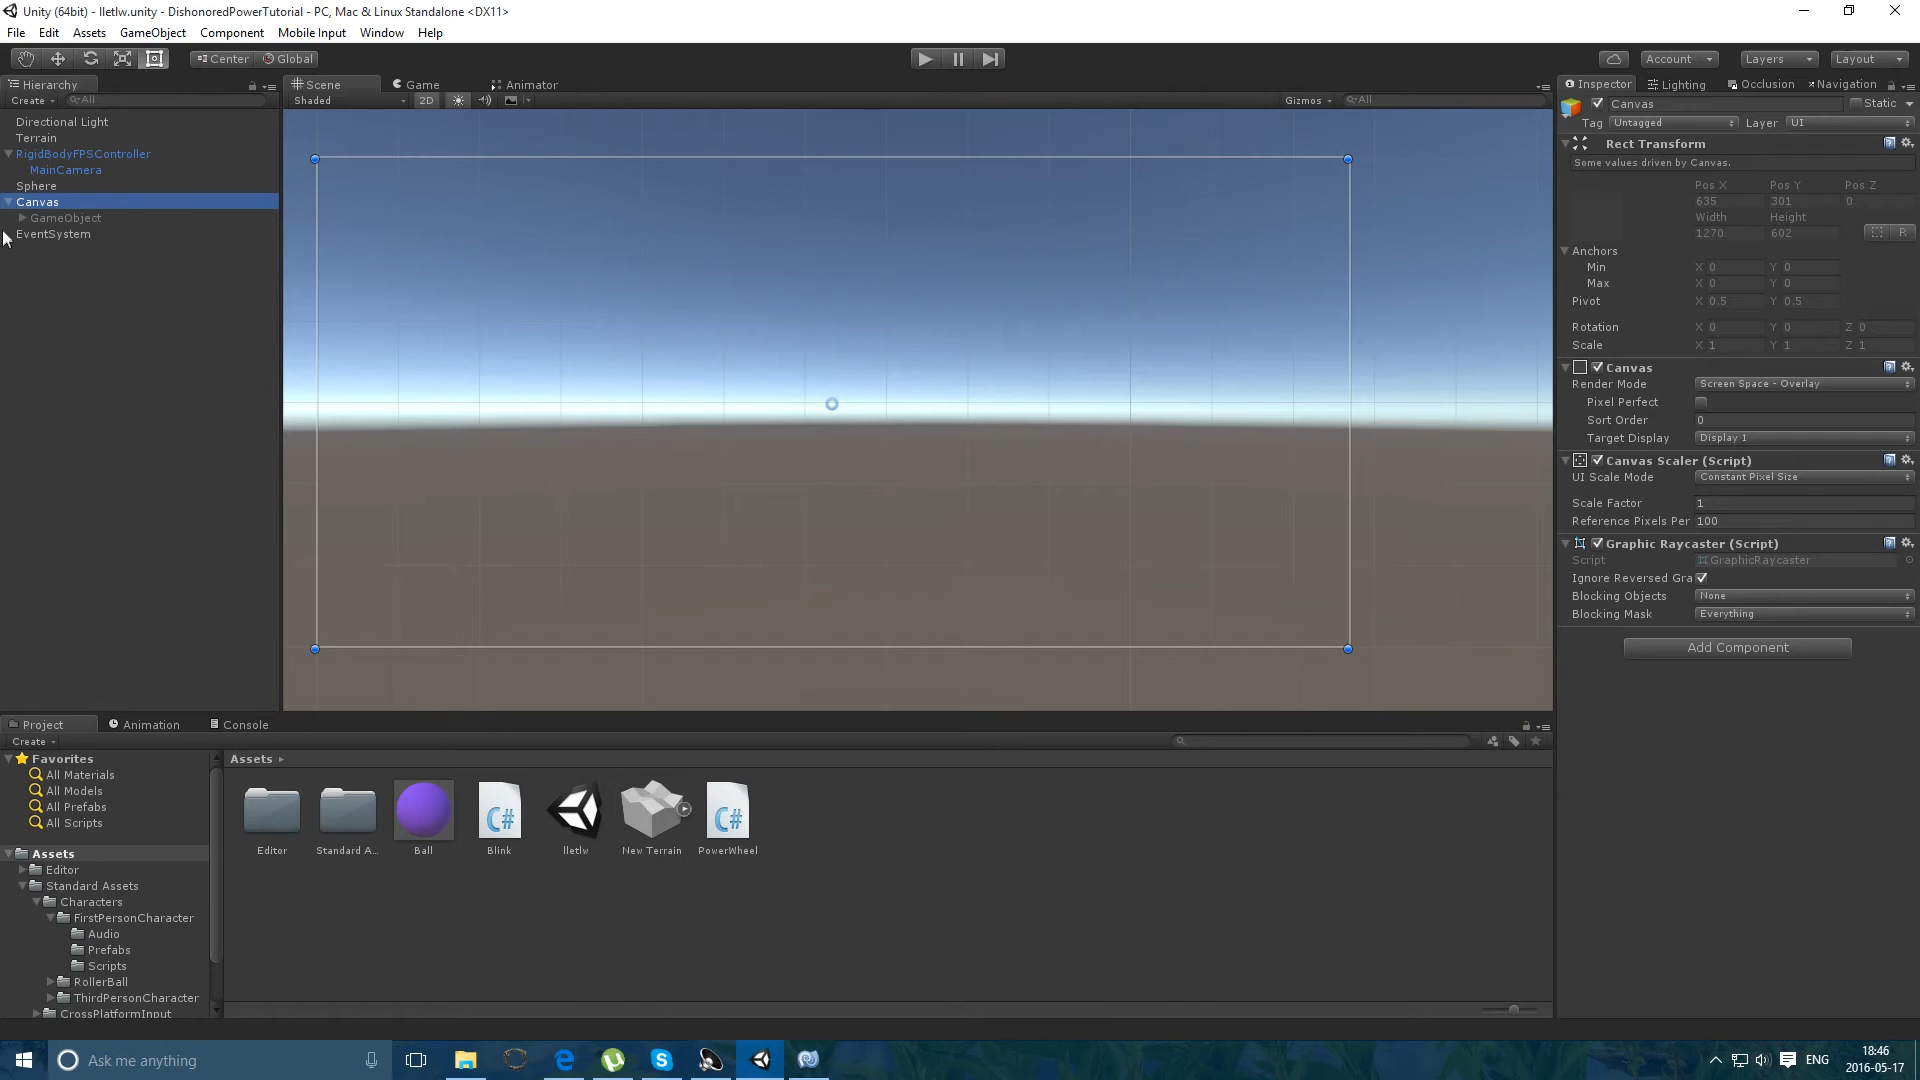 Unity (64bit) - lletlw.unity - DishonoredPowerTutorial - PC, Mac & Linux Standalone <DX11>
File Edit Assets GameObject Component Mobile Input Window Help
Center Global Account Layers Layout
Hierarchy
Create All
Directional Light
Terrain
RigidBodyFPSController
MainCamera
Sphere
Canvas
GameObject
EventSystem
Scene Game Animator
Shaded 2D Gizmos All
Inspector Lighting Occlusion Navigation
Canvas Static
Tag Untagged Layer UI
Rect Transform
Some values driven by Canvas.
Pos X Pos Y Pos Z
635 301 0
Width Height
1270 602 R
Anchors
Min X 0 Y 0
Max X 0 Y 0
Pivot X 0.5 Y 0.5
Rotation X 0 Y 0 Z 0
Scale X 1 Y 1 Z 1
Canvas
Render Mode Screen Space - Overlay
Pixel Perfect
Sort Order 0
Target Display Display 1
Canvas Scaler (Script)
UI Scale Mode Constant Pixel Size
Scale Factor 1
Reference Pixels Per 100
Graphic Raycaster (Script)
Script GraphicRaycaster
Ignore Reversed Gra
Blocking Objects None
Blocking Mask Everything
Add Component
Project Animation Console
Create
Favorites
All Materials
All Models
All Prefabs
All Scripts
Assets
Editor
Standard Assets
Characters
FirstPersonCharacter
Audio
Prefabs
Scripts
RollerBall
ThirdPersonCharacter
CrossPlatformInput
Assets
C# C#
Editor Standard A... Ball Blink lletlw New Terrain PowerWheel
Ask me anything
ENG
18:46
2016-05-17